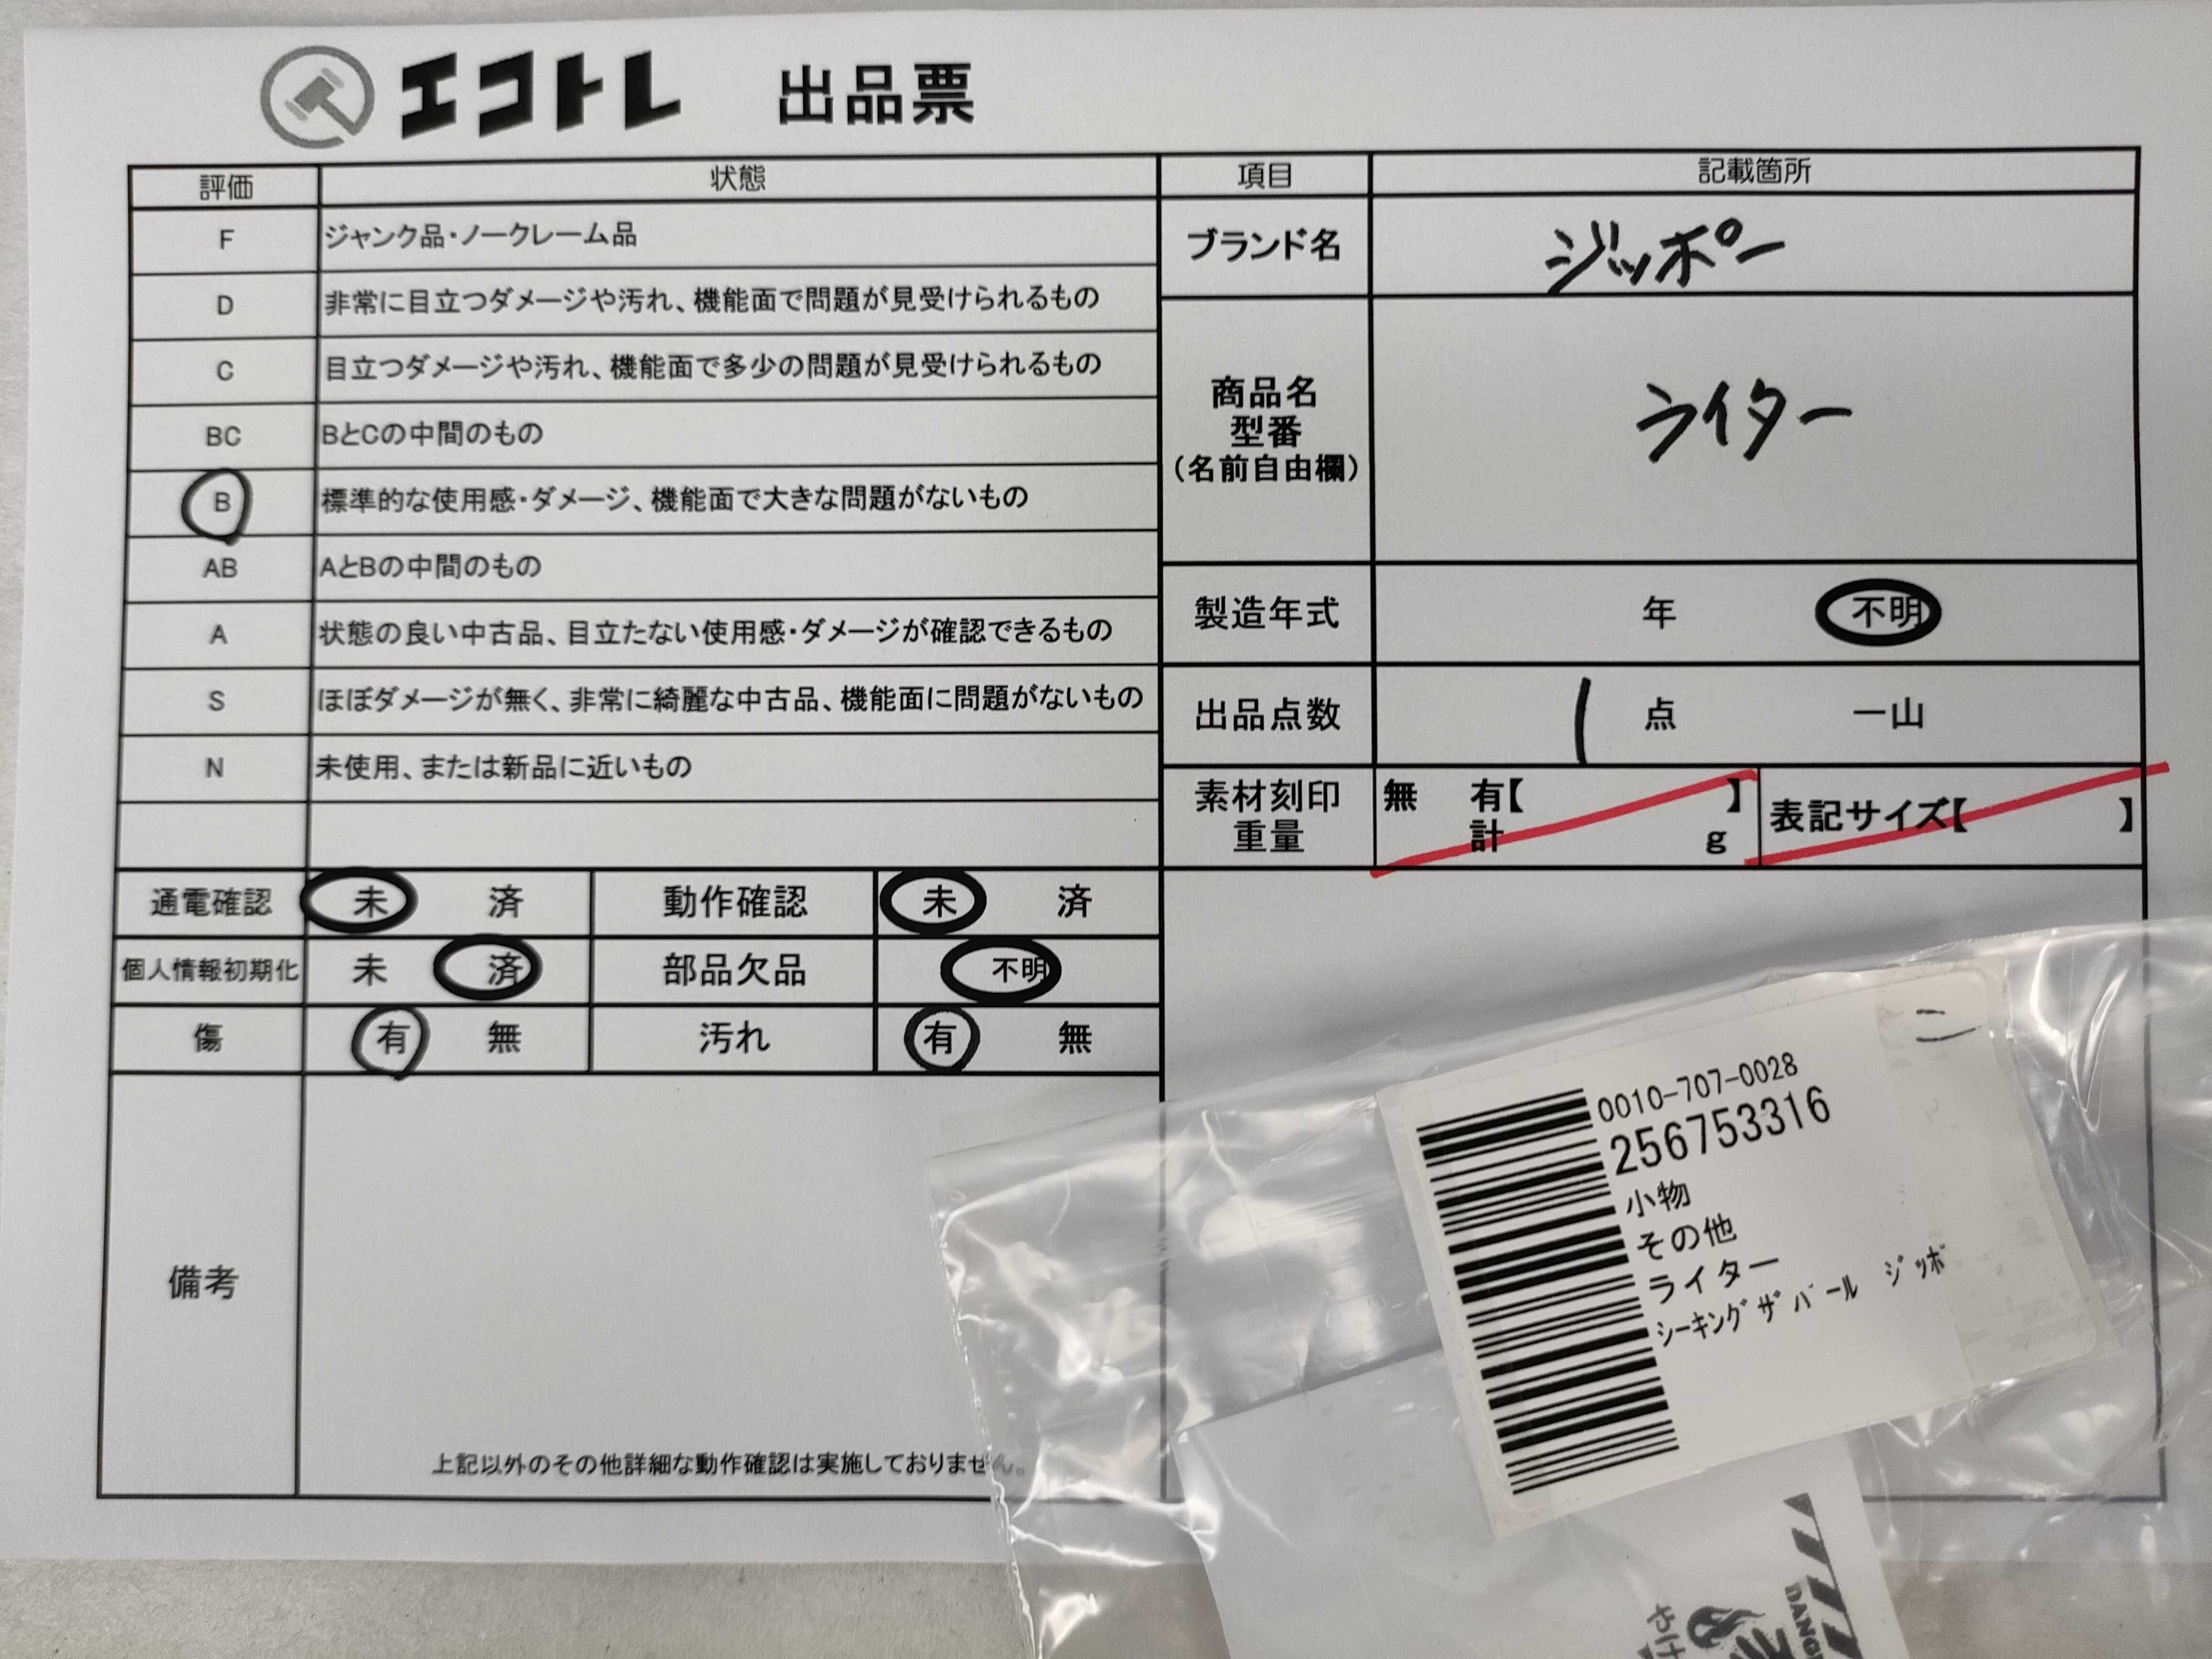 エコトレ 出品票
評価 状態
F ジャンク品・ノークレーム品
D 非常に目立つダメージや汚れ、機能面で問題が見受けられるもの
C 目立つダメージや汚れ、機能面で多少の問題が見受けられるもの
BC BとCの中間のもの
B 標準的な使用感・ダメージ、機能面で大きな問題がないもの
AB AとBの中間のもの
A 状態の良い中古品、目立たない使用感・ダメージが確認できるもの
S ほぼダメージが無く、非常に綺麗な中古品、機能面に問題がないもの
N 未使用、または新品に近いもの
通電確認 未 済 動作確認 未 済
個人情報初期化 未 済 部品欠品 不明
傷 有 無 汚れ 有 無
備考
上記以外のその他詳細な動作確認は実施しておりません。
項目 記載箇所
ブランド名 ジッポー
商品名
型番
(名前自由欄)
ライター
製造年式 年 不明
出品点数 1 点 一山
素材刻印 無 有【 】
重量 計 g
表記サイズ【 】
0010-707-0028
256753316
小物
その他
ライター
シーキングザパール ジッポ